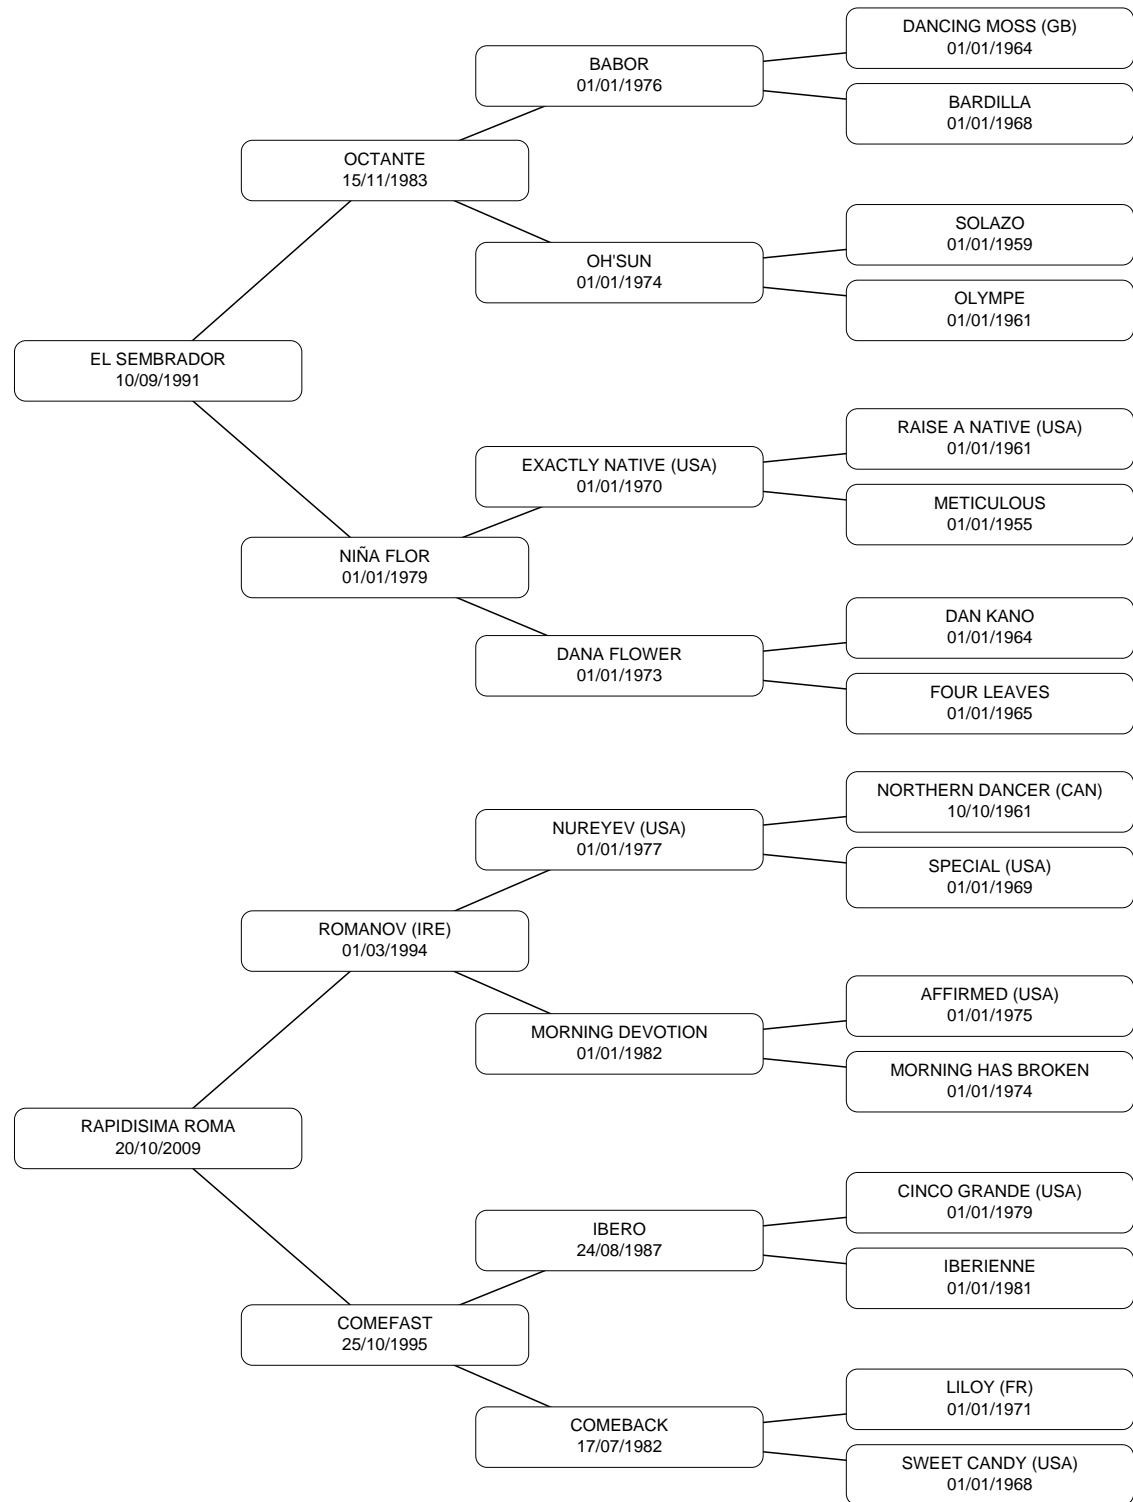 DANCING MOSS (GB)
01/01/1964
BABOR
01/01/1976
BARDILLA
01/01/1968
OCTANTE
15/11/1983
SOLAZO
01/01/1959
OH'SUN
01/01/1974
OLYMPE
01/01/1961
EL SEMBRADOR
10/09/1991
RAISE A NATIVE (USA)
01/01/1961
EXACTLY NATIVE (USA)
01/01/1970
METICULOUS
01/01/1955
NIÑA FLOR
01/01/1979
DAN KANO
01/01/1964
DANA FLOWER
01/01/1973
FOUR LEAVES
01/01/1965
NORTHERN DANCER (CAN)
10/10/1961
NUREYEV (USA)
01/01/1977
SPECIAL (USA)
01/01/1969
ROMANOV (IRE)
01/03/1994
AFFIRMED (USA)
01/01/1975
MORNING DEVOTION
01/01/1982
MORNING HAS BROKEN
01/01/1974
RAPIDISIMA ROMA
20/10/2009
CINCO GRANDE (USA)
01/01/1979
IBERO
24/08/1987
IBERIENNE
01/01/1981
COMEFAST
25/10/1995
LILOY (FR)
01/01/1971
COMEBACK
17/07/1982
SWEET CANDY (USA)
01/01/1968